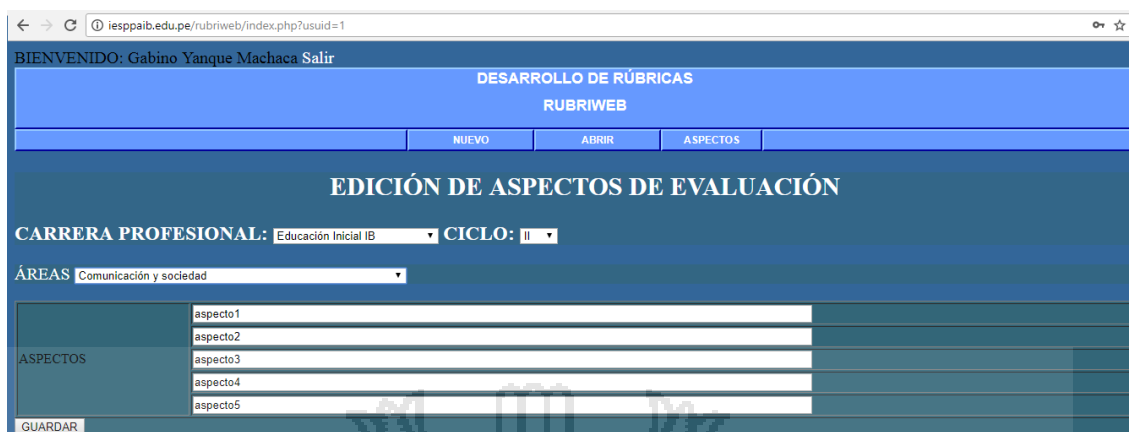 iesppaib.edu.pe/rubriweb/index.php?usuid=1
BIENVENIDO: Gabino Yanque Machaca Salir
DESARROLLO DE RÚBRICAS
RUBRIWEB
NUEVO ABRIR ASPECTOS
EDICIÓN DE ASPECTOS DE EVALUACIÓN
CARRERA PROFESIONAL: Educación Inicial IB CICLO: II
ÁREAS Comunicación y sociedad
aspecto1
aspecto2
ASPECTOS aspecto3
aspecto4
aspecto5
GUARDAR